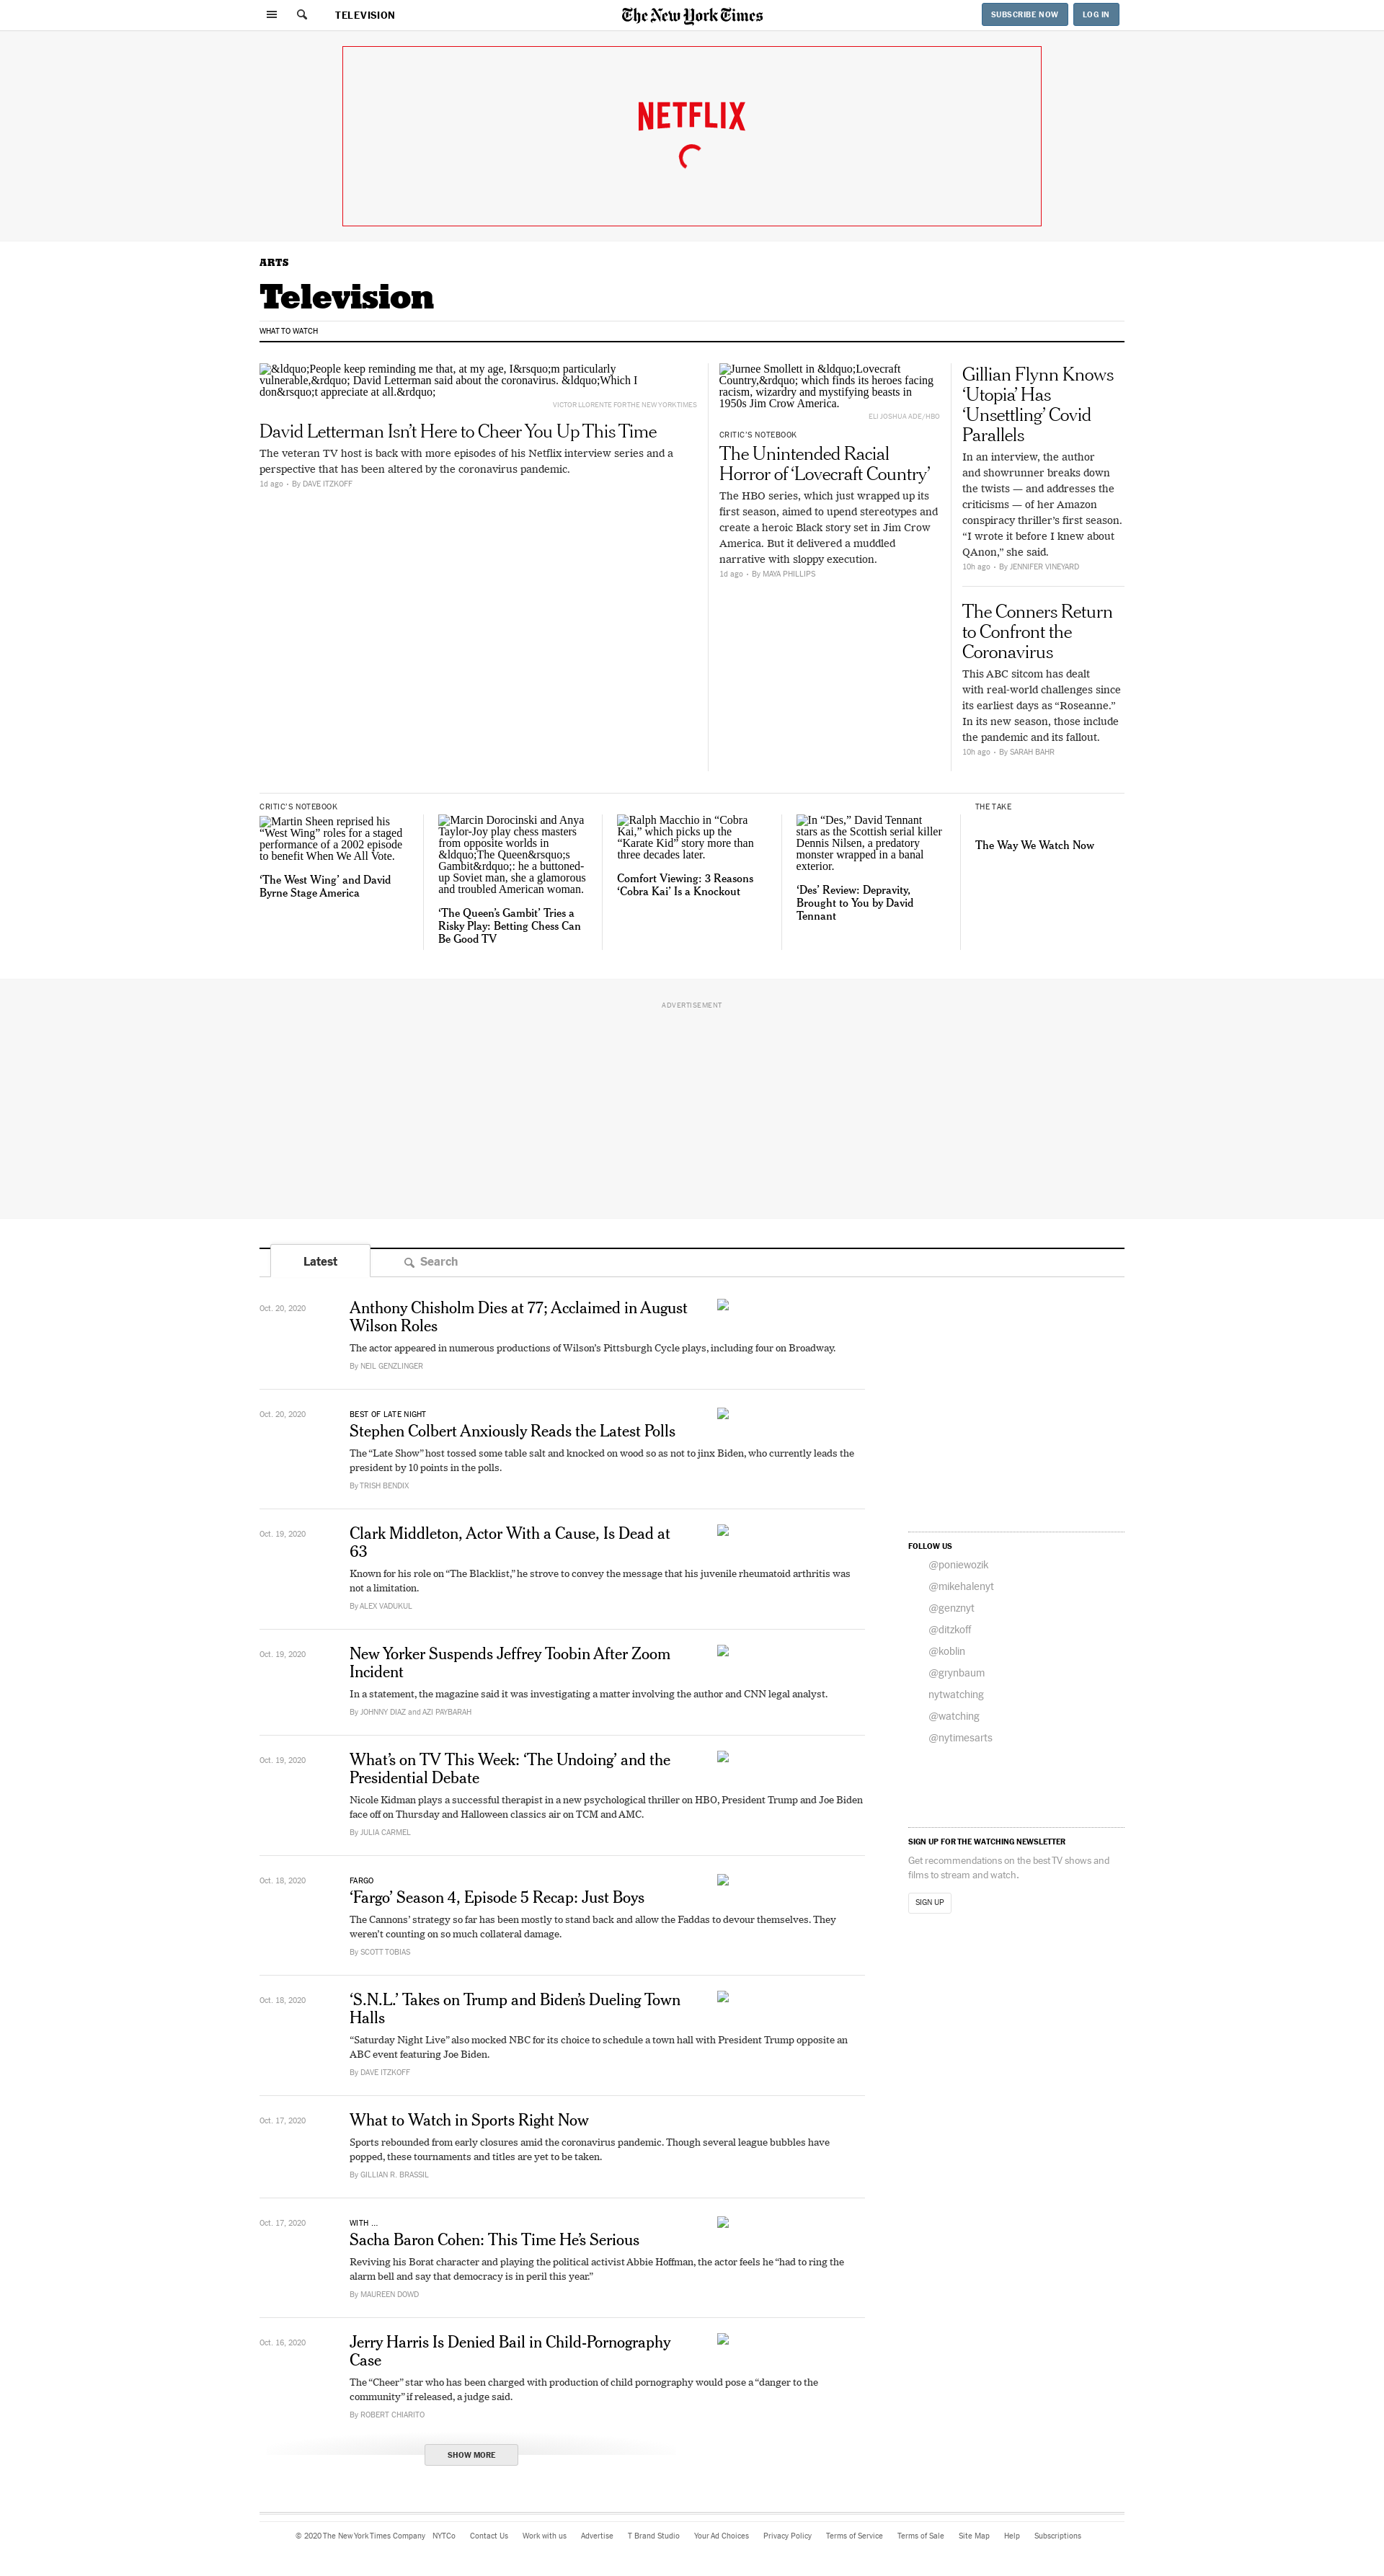 TELEVISION
The New York Times
SUBSCRIBE NOW
LOG IN
NETFLIX
ARTS
Television
WHAT TO WATCH
&ldquo;People keep reminding me that, at my age, I&rsquo;m particularly
vulnerable,&rdquo; David Letterman said about the coronavirus. &ldquo;Which I
don&rsquo;t appreciate at all.&rdquo;
VICTOR LLORENTE FOR THE NEW YORK TIMES
David Letterman Isn’t Here to Cheer You Up This Time
The veteran TV host is back with more episodes of his Netflix interview series and a
perspective that has been altered by the coronavirus pandemic.
1d ago • By DAVE ITZKOFF
Jurnee Smollett in &ldquo;Lovecraft
Country,&rdquo; which finds its heroes facing
racism, wizardry and mystifying beasts in
1950s Jim Crow America.
ELI JOSHUA ADE/HBO
CRITIC’S NOTEBOOK
The Unintended Racial
Horror of ‘Lovecraft Country’
The HBO series, which just wrapped up its
first season, aimed to upend stereotypes and
create a heroic Black story set in Jim Crow
America. But it delivered a muddled
narrative with sloppy execution.
1d ago • By MAYA PHILLIPS
Gillian Flynn Knows
‘Utopia’ Has
‘Unsettling’ Covid
Parallels
In an interview, the author
and showrunner breaks down
the twists — and addresses the
criticisms — of her Amazon
conspiracy thriller’s first season.
“I wrote it before I knew about
QAnon,” she said.
10h ago • By JENNIFER VINEYARD
The Conners Return
to Confront the
Coronavirus
This ABC sitcom has dealt
with real-world challenges since
its earliest days as “Roseanne.”
In its new season, those include
the pandemic and its fallout.
10h ago • By SARAH BAHR
CRITIC’S NOTEBOOK
Martin Sheen reprised his
“West Wing” roles for a staged
performance of a 2002 episode
to benefit When We All Vote.
‘The West Wing’ and David
Byrne Stage America
Marcin Dorocinski and Anya
Taylor-Joy play chess masters
from opposite worlds in
&ldquo;The Queen&rsquo;s
Gambit&rdquo;: he a buttoned-
up Soviet man, she a glamorous
and troubled American woman.
‘The Queen’s Gambit’ Tries a
Risky Play: Betting Chess Can
Be Good TV
Ralph Macchio in “Cobra
Kai,” which picks up the
“Karate Kid” story more than
three decades later.
Comfort Viewing: 3 Reasons
‘Cobra Kai’ Is a Knockout
In “Des,” David Tennant
stars as the Scottish serial killer
Dennis Nilsen, a predatory
monster wrapped in a banal
exterior.
‘Des’ Review: Depravity,
Brought to You by David
Tennant
THE TAKE
The Way We Watch Now
ADVERTISEMENT
Latest
Search
Oct. 20, 2020
Anthony Chisholm Dies at 77; Acclaimed in August
Wilson Roles
The actor appeared in numerous productions of Wilson’s Pittsburgh Cycle plays, including four on Broadway.
By NEIL GENZLINGER
Oct. 20, 2020
BEST OF LATE NIGHT
Stephen Colbert Anxiously Reads the Latest Polls
The “Late Show” host tossed some table salt and knocked on wood so as not to jinx Biden, who currently leads the
president by 10 points in the polls.
By TRISH BENDIX
Oct. 19, 2020
Clark Middleton, Actor With a Cause, Is Dead at
63
Known for his role on “The Blacklist,” he strove to convey the message that his juvenile rheumatoid arthritis was
not a limitation.
By ALEX VADUKUL
Oct. 19, 2020
New Yorker Suspends Jeffrey Toobin After Zoom
Incident
In a statement, the magazine said it was investigating a matter involving the author and CNN legal analyst.
By JOHNNY DIAZ and AZI PAYBARAH
Oct. 19, 2020
What’s on TV This Week: ‘The Undoing’ and the
Presidential Debate
Nicole Kidman plays a successful therapist in a new psychological thriller on HBO, President Trump and Joe Biden
face off on Thursday and Halloween classics air on TCM and AMC.
By JULIA CARMEL
Oct. 18, 2020
FARGO
‘Fargo’ Season 4, Episode 5 Recap: Just Boys
The Cannons’ strategy so far has been mostly to stand back and allow the Faddas to devour themselves. They
weren’t counting on so much collateral damage.
By SCOTT TOBIAS
Oct. 18, 2020
‘S.N.L.’ Takes on Trump and Biden’s Dueling Town
Halls
“Saturday Night Live” also mocked NBC for its choice to schedule a town hall with President Trump opposite an
ABC event featuring Joe Biden.
By DAVE ITZKOFF
Oct. 17, 2020
What to Watch in Sports Right Now
Sports rebounded from early closures amid the coronavirus pandemic. Though several league bubbles have
popped, these tournaments and titles are yet to be taken.
By GILLIAN R. BRASSIL
Oct. 17, 2020
WITH ...
Sacha Baron Cohen: This Time He’s Serious
Reviving his Borat character and playing the political activist Abbie Hoffman, the actor feels he “had to ring the
alarm bell and say that democracy is in peril this year.”
By MAUREEN DOWD
Oct. 16, 2020
Jerry Harris Is Denied Bail in Child-Pornography
Case
The “Cheer” star who has been charged with production of child pornography would pose a “danger to the
community” if released, a judge said.
By ROBERT CHIARITO
SHOW MORE
FOLLOW US
@poniewozik
@mikehalenyt
@genznyt
@ditzkoff
@koblin
@grynbaum
nytwatching
@watching
@nytimesarts
SIGN UP FOR THE WATCHING NEWSLETTER
Get recommendations on the best TV shows and
films to stream and watch.
SIGN UP
© 2020 The New York Times Company NYTCo Contact Us Work with us Advertise T Brand Studio Your Ad Choices Privacy Policy Terms of Service Terms of Sale Site Map Help Subscriptions